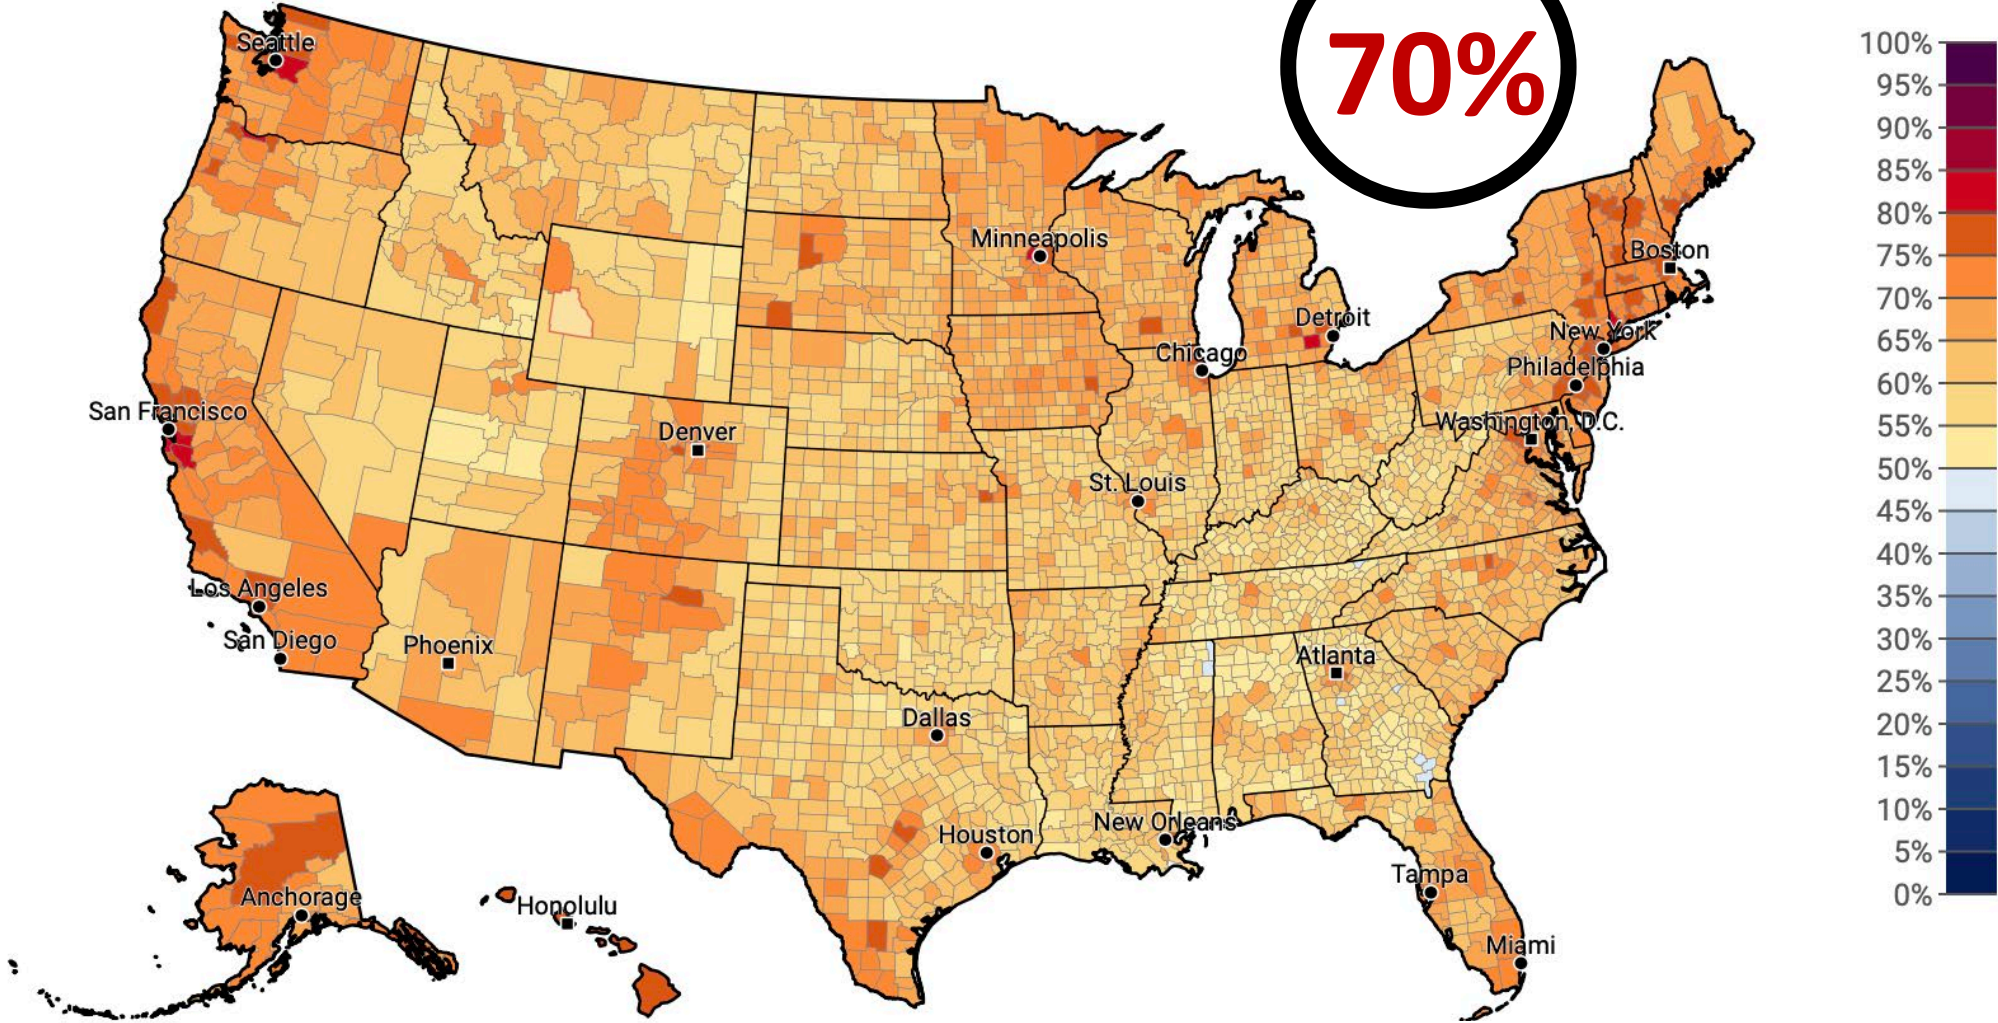 70%
Seattle
Minneapolis
Boston
Detroit
New York
Chicago
Philadelphia
San Francisco
Washington, D.C.
Denver
St. Louis
Los Angeles
San Diego
Phoenix
Atlanta
Dallas
New Orleans
Houston
Tampa
Anchorage
Honolulu
Miami
100%
95%
90%
85%
80%
75%
70%
65%
60%
55%
50%
45%
40%
35%
30%
25%
20%
15%
10%
5%
0%